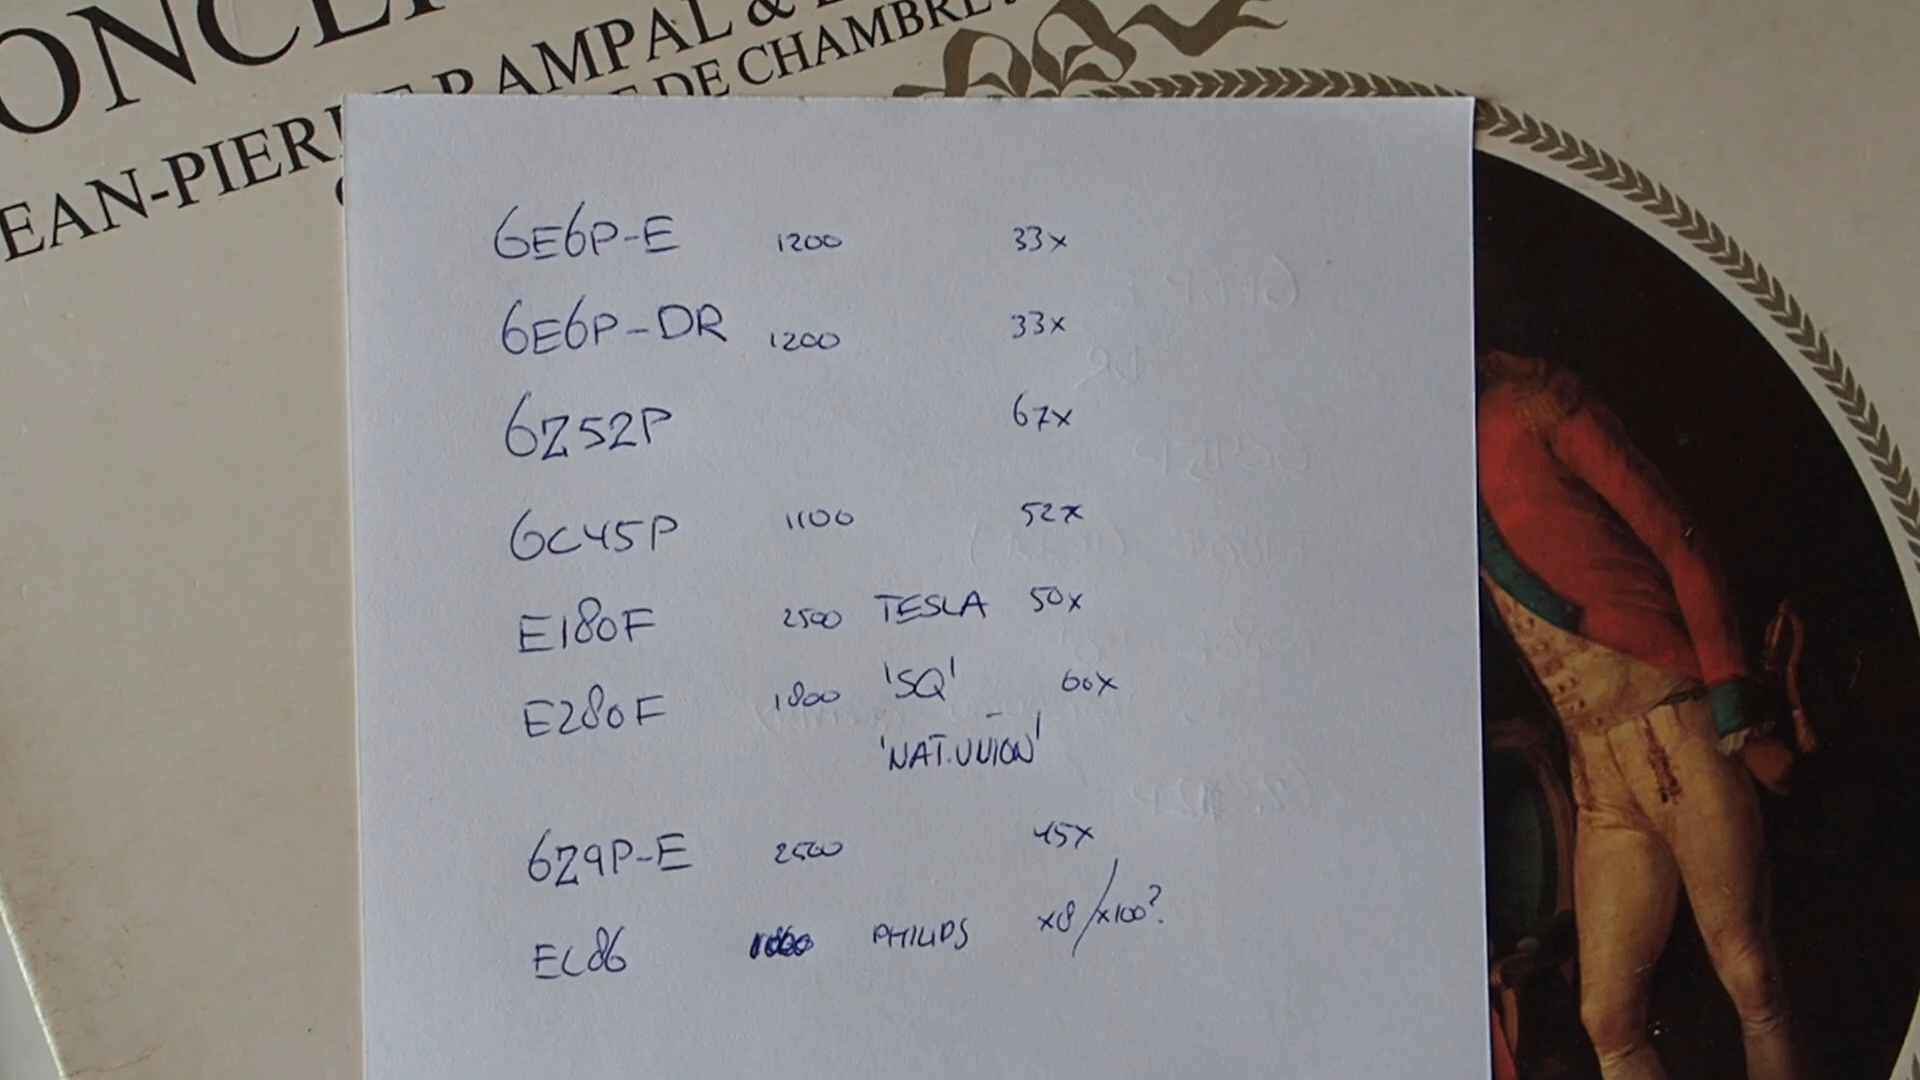 JEAN-PIERRE RAMPAL &
DE CHAMBRE
6E6P-E 1200 33x
6E6P-DR 1200 33x
6Z52P 67x
6C45P 1100 52x
E180F 2500 TESLA 50x
E280F 1800 'SQ' 60x
'NAT.UNION'
6Z9P-E 2500 45x
EL86 PHILIPS x8/x100?